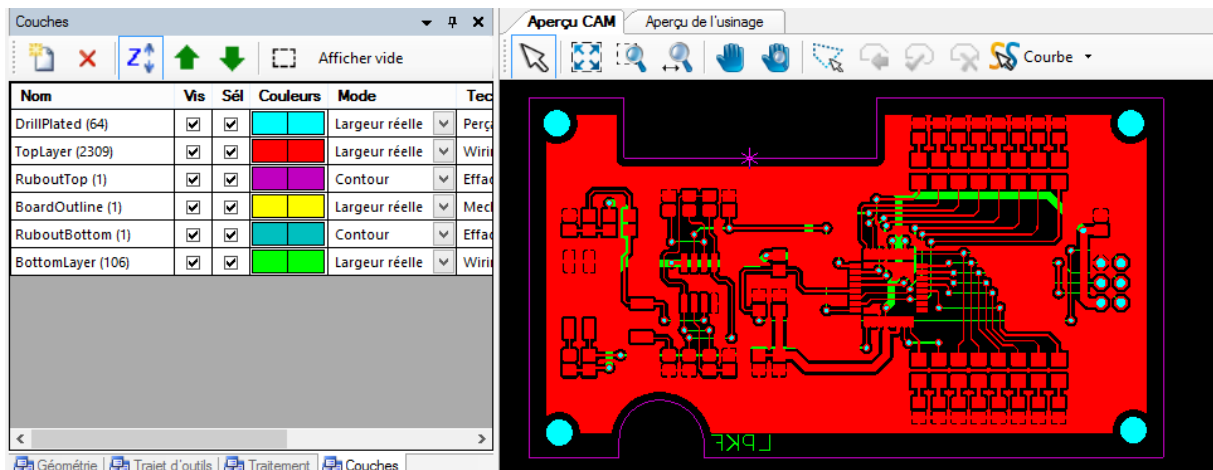 Couches
Aperçu CAM Aperçu de l'usinage
Afficher vide
Courbe
Nom Vis Sél Couleurs Mode Tec
DrillPlated (64) Largeur réelle Perça
TopLayer (2309) Largeur réelle Wirin
RuboutTop (1) Contour Effac
BoardOutline (1) Largeur réelle Mech
RuboutBottom (1) Contour Effac
BottomLayer (106) Largeur réelle Wirin
LPKF
Géométrie Trajet d'outils Traitement Couches